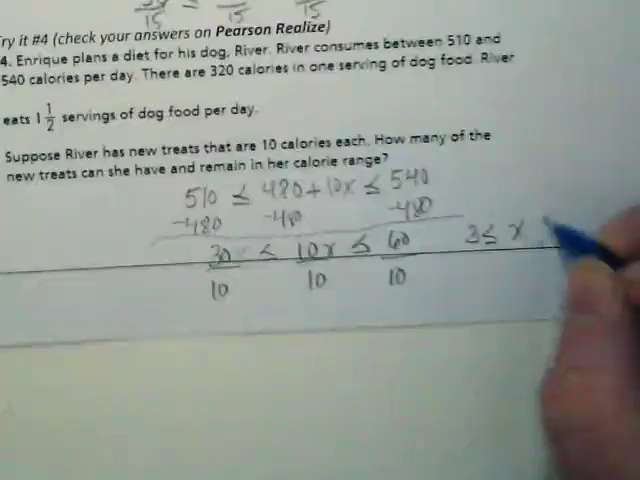 15 = 15 15
ry it #4 (check your answers on Pearson Realize)
4. Enrique plans a diet for his dog, River. River consumes between 510 and
540 calories per day. There are 320 calories in one serving of dog food. River
eats 1 1/2 servings of dog food per day.
Suppose River has new treats that are 10 calories each. How many of the
new treats can she have and remain in her calorie range?
510 ≤ 480+10x ≤ 540
-480 -480 -480
30 ≤ 10x ≤ 60 3≤ x
10 10 10